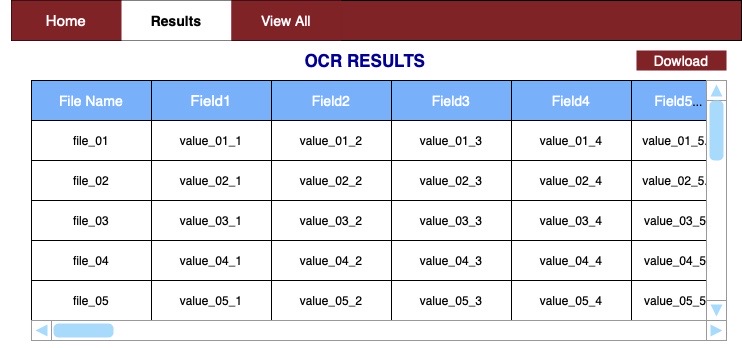 Home Results View All
OCR RESULTS Dowload
File Name Field1 Field2 Field3 Field4 Field5...
file_01 value_01_1 value_01_2 value_01_3 value_01_4 value_01_5.
file_02 value_02_1 value_02_2 value_02_3 value_02_4 value_02_5.
file_03 value_03_1 value_03_2 value_03_3 value_03_4 value_03_5
file_04 value_04_1 value_04_2 value_04_3 value_04_4 value_04_5
file_05 value_05_1 value_05_2 value_05_3 value_05_4 value_05_5